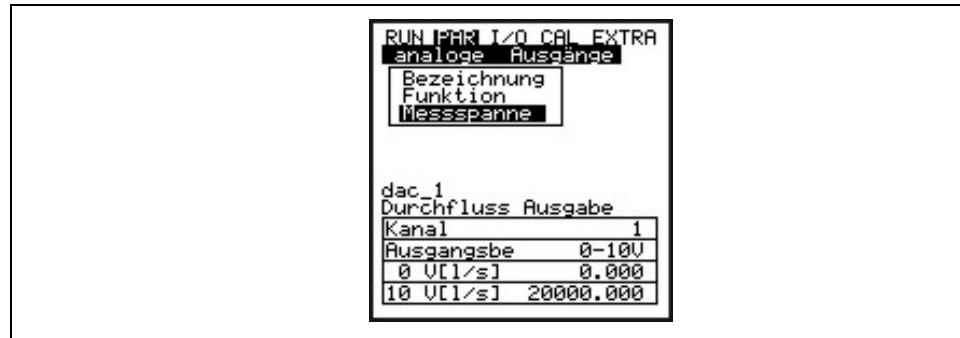 RUN PAR I/O CAL EXTRA
analoge Ausgänge
Bezeichnung
Funktion
Messspanne
dac_1
Durchfluss Ausgabe
Kanal 1
Ausgangsbe 0-10V
0 V[l/s] 0.000
10 V[l/s] 20000.000